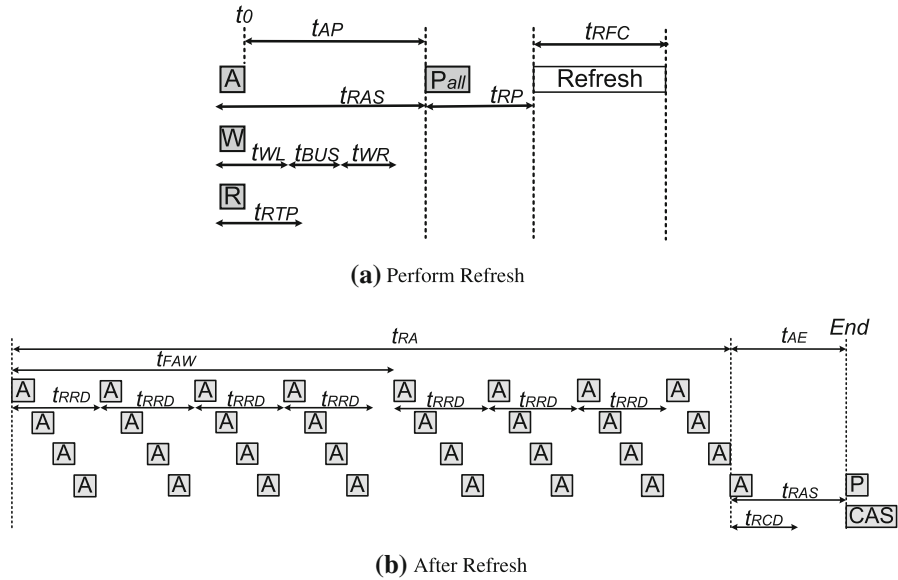 t0
tAP
tRFC
A
Pall
Refresh
tRAS
tRP
W
tWL tBUS tWR
R
tRTP
(a) Perform Refresh
End
tRA
tAE
tFAW
A A A A A A A A
tRRD tRRD tRRD tRRD tRRD tRRD tRRD
A A A A A A A A
A A A A A A A A
A A A A A A A A P
tRAS
tRCD
CAS
(b) After Refresh